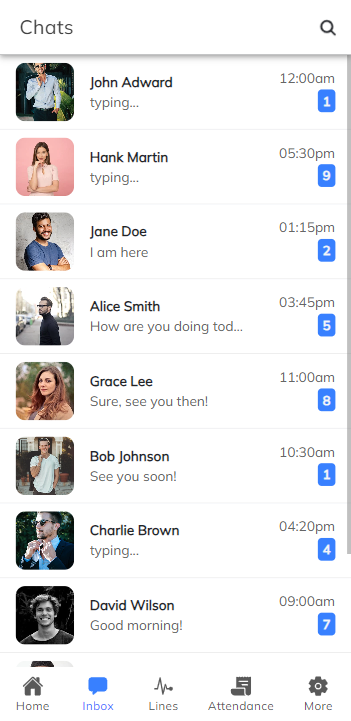 Chats
John Adward 12:00am
typing... 1
Hank Martin 05:30pm
typing... 9
Jane Doe 01:15pm
I am here 2
Alice Smith 03:45pm
How are you doing tod... 5
Grace Lee 11:00am
Sure, see you then! 8
Bob Johnson 10:30am
See you soon! 1
Charlie Brown 04:20pm
typing... 4
David Wilson 09:00am
Good morning! 7
Home Inbox Lines Attendance More